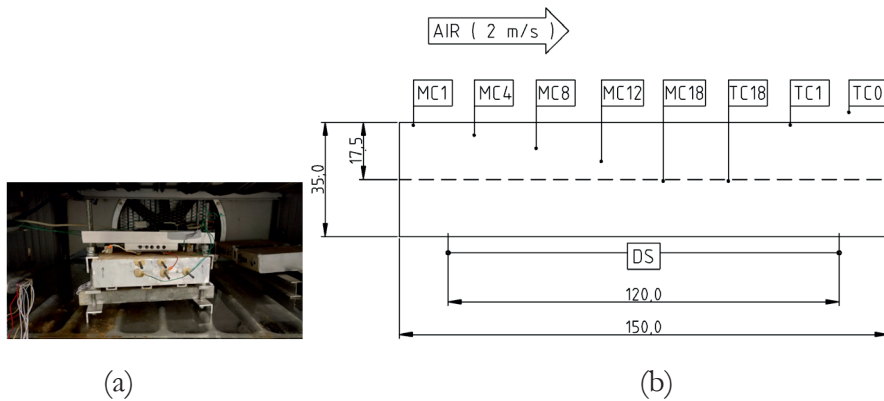 AIR ( 2 m/s )
MC1 MC4 MC8 MC12 MC18 TC18 TC1 TC0
35,0
17,5
DS
120,0
150,0
(a) (b)